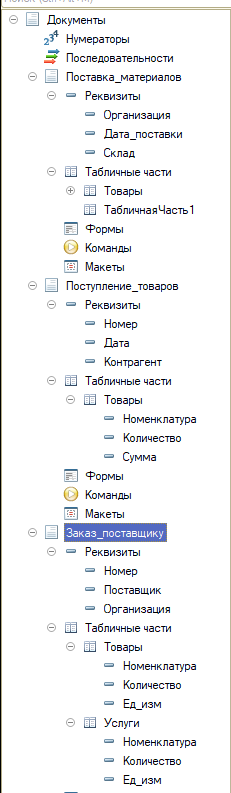 Документы
Нумераторы
Последовательности
Поставка_материалов
Реквизиты
Организация
Дата_поставки
Склад
Табличные части
Товары
ТабличнаяЧасть1
Формы
Команды
Макеты
Поступление_товаров
Реквизиты
Номер
Дата
Контрагент
Табличные части
Товары
Номенклатура
Количество
Сумма
Формы
Команды
Макеты
Заказ_поставщику
Реквизиты
Номер
Поставщик
Организация
Табличные части
Товары
Номенклатура
Количество
Ед_изм
Услуги
Номенклатура
Количество
Ед_изм